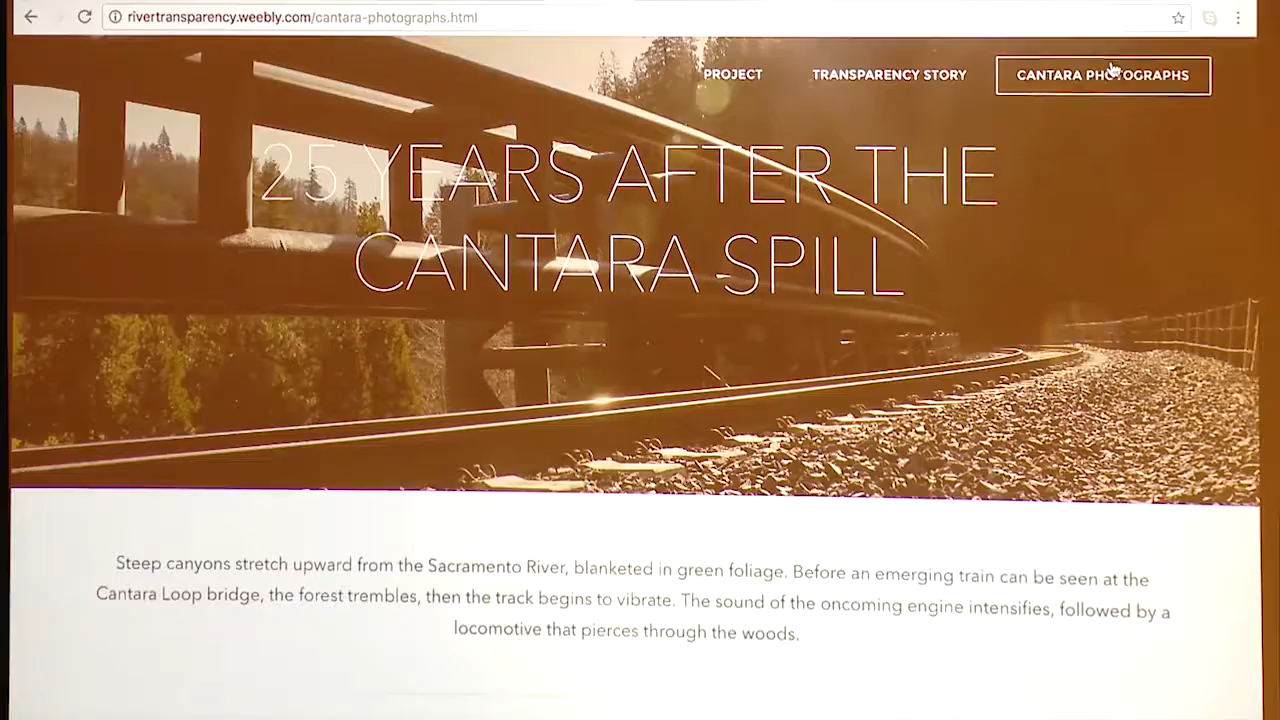 rivertransparency.weebly.com/cantara-photographs.html
PROJECT TRANSPARENCY STORY CANTARA PHOTOGRAPHS
25 YEARS AFTER THE
CANTARA SPILL
Steep canyons stretch upward from the Sacramento River, blanketed in green foliage. Before an emerging train can be seen at the
Cantara Loop bridge, the forest trembles, then the track begins to vibrate. The sound of the oncoming engine intensifies, followed by a
locomotive that pierces through the woods.